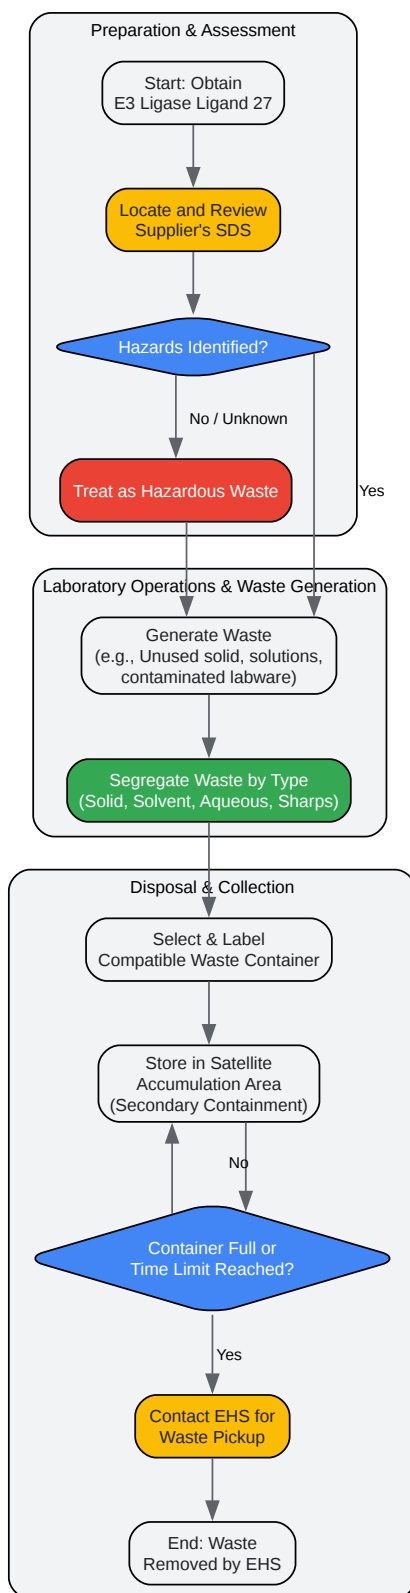 Preparation & Assessment
Start: Obtain
E3 Ligase Ligand 27
Locate and Review
Supplier's SDS
Hazards Identified?
No / Unknown
Treat as Hazardous Waste
Yes
Laboratory Operations & Waste Generation
Generate Waste
(e.g., Unused solid, solutions,
contaminated labware)
Segregate Waste by Type
(Solid, Solvent, Aqueous, Sharps)
Disposal & Collection
Select & Label
Compatible Waste Container
Store in Satellite
Accumulation Area
(Secondary Containment)
No
Container Full or
Time Limit Reached?
Yes
Contact EHS for
Waste Pickup
End: Waste
Removed by EHS